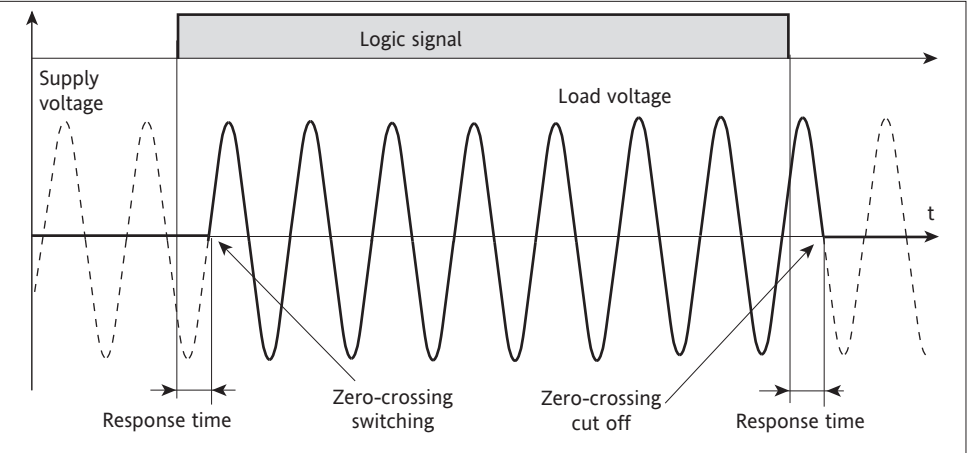 Logic signal
Supply
voltage
Load voltage
t
Zero-crossing
switching
Zero-crossing
cut off
Response time
Response time